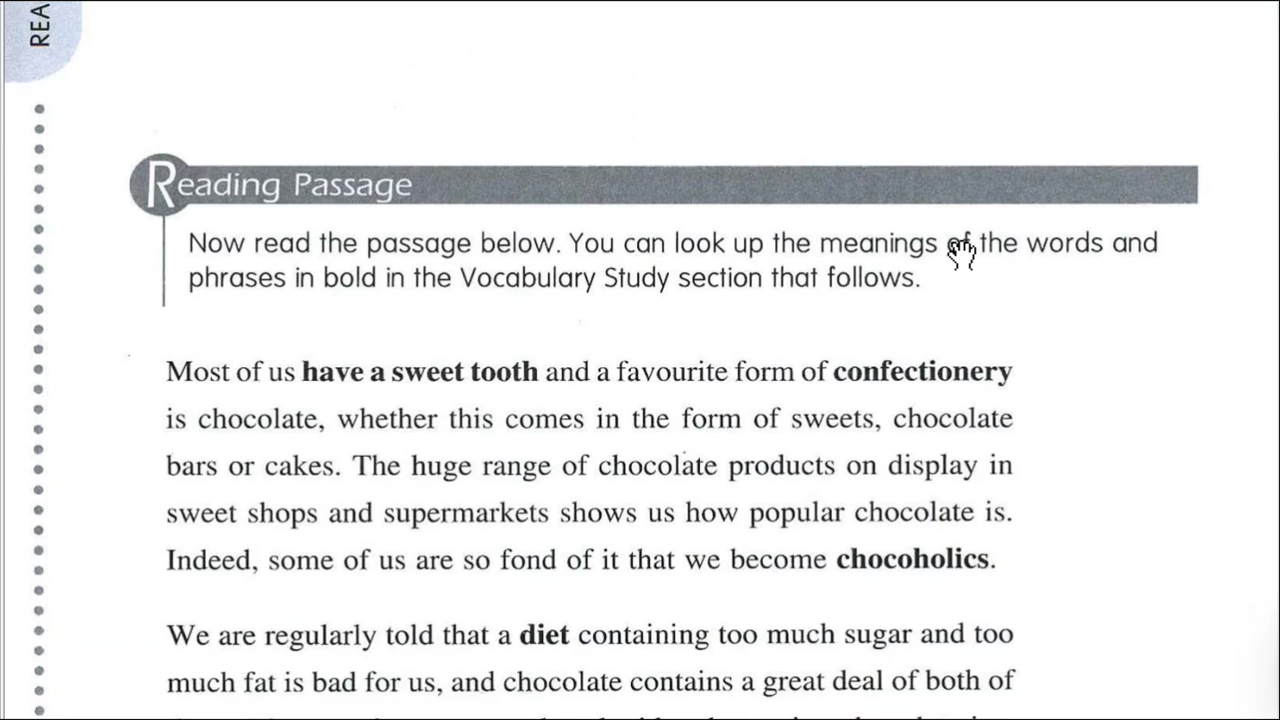 REA
Reading Passage
Now read the passage below. You can look up the meanings of the words and
phrases in bold in the Vocabulary Study section that follows.
Most of us have a sweet tooth and a favourite form of confectionery
is chocolate, whether this comes in the form of sweets, chocolate
bars or cakes. The huge range of chocolate products on display in
sweet shops and supermarkets shows us how popular chocolate is.
Indeed, some of us are so fond of it that we become chocoholics.
We are regularly told that a diet containing too much sugar and too
much fat is bad for us, and chocolate contains a great deal of both of